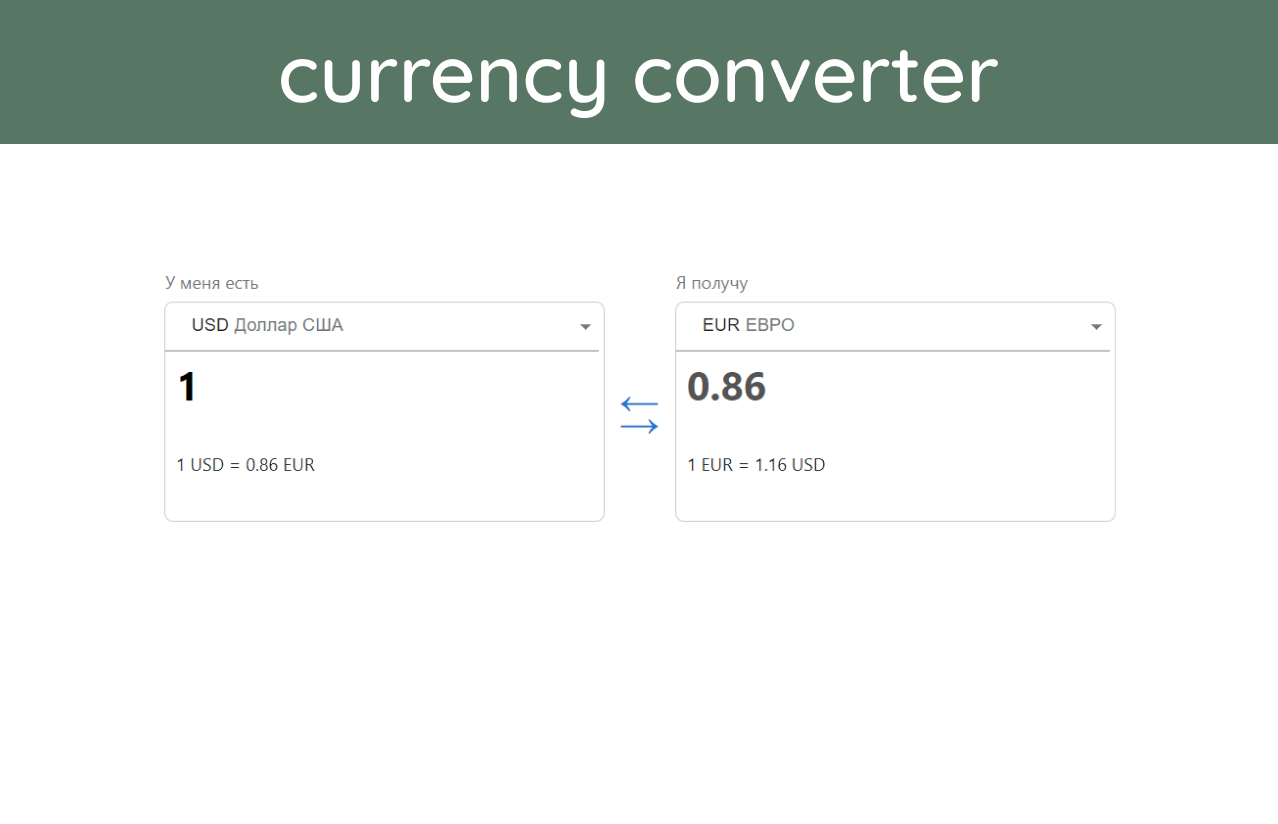 currency converter
У меня есть
USD Доллар США
1
1 USD = 0.86 EUR
Я получу
EUR ЕВРО
0.86
1 EUR = 1.16 USD